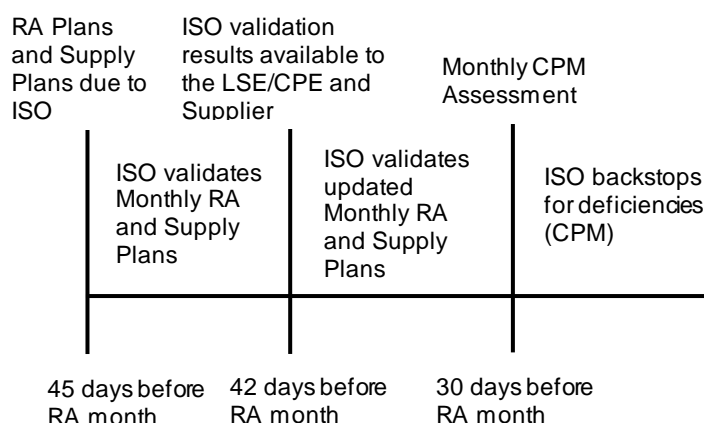 RA Plans
and Supply
Plans due to
ISO
ISO validation
results available to
the LSE/CPE and
Supplier
Monthly CPM
Assessment
ISO validates
Monthly RA
and Supply
Plans
ISO validates
updated
Monthly RA
and Supply
Plans
ISO backstops
for deficiencies
(CPM)
45 days before
RA month
42 days before
RA month
30 days before
RA month